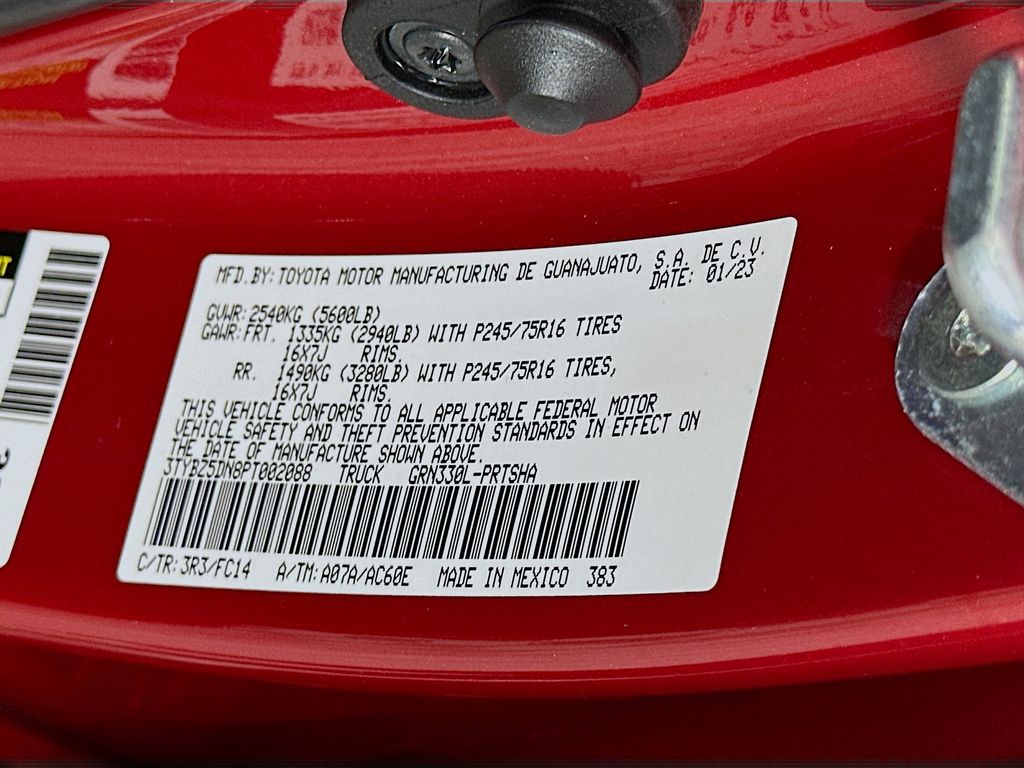 MFD.BY: TOYOTA MOTOR MANUFACTURING DE GUANAJUATO, S.A. DE C.V.
DATE: 01/23
GVWR: 2540KG (5600LB)
GAWR: FRT. 1335KG (2940LB) WITH P245/75R16 TIRES
16X7J RIMS.
RR. 1490KG (3280LB) WITH P245/75R16 TIRES,
16X7J RIMS.
THIS VEHICLE CONFORMS TO ALL APPLICABLE FEDERAL MOTOR
VEHICLE SAFETY AND THEFT PREVENTION STANDARDS IN EFFECT ON
THE DATE OF MANUFACTURE SHOWN ABOVE.
3TYBZ5DN8PT002088 TRUCK GRN330L-PRTSHA
C/TR: 3R3/FC14 A/TM: A07A/AC60E MADE IN MEXICO 383